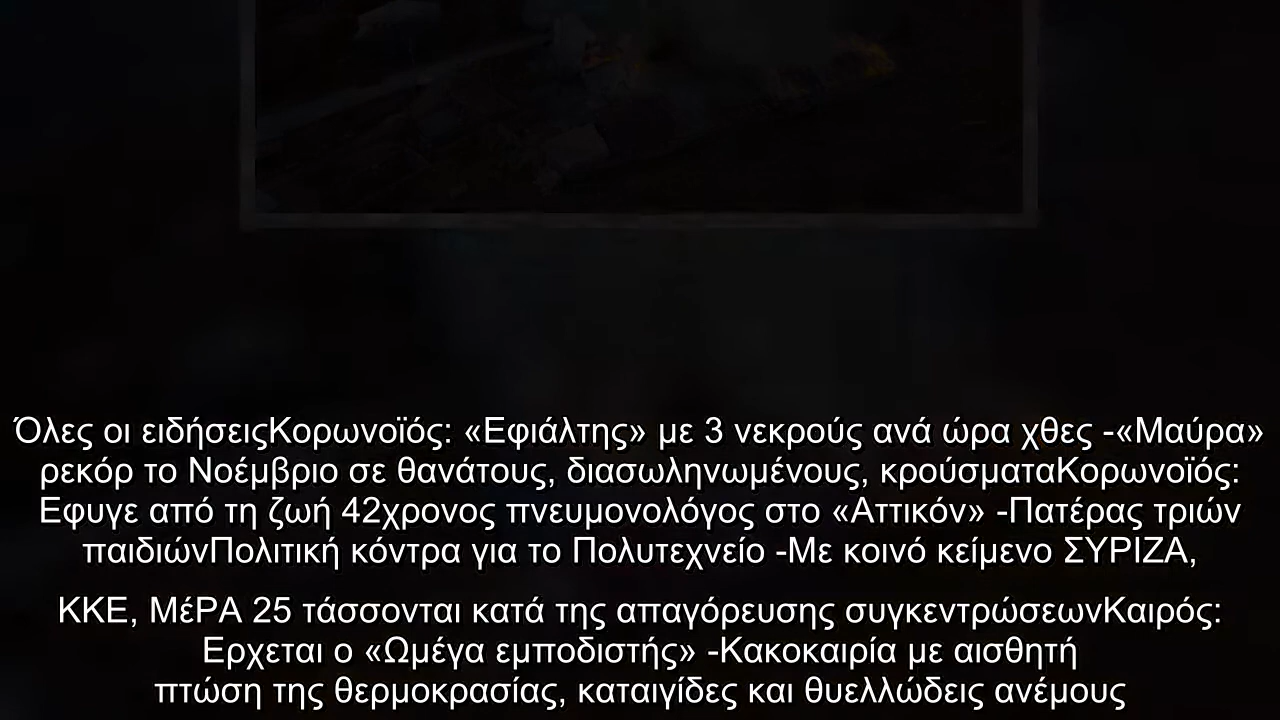 Όλες οι ειδήσειςΚορωνοϊός: «Εφιάλτης» με 3 νεκρούς ανά ώρα χθες -«Μαύρα»
ρεκόρ το Νοέμβριο σε θανάτους, διασωληνωμένους, κρούσματαΚορωνοϊός:
Εφυγε από τη ζωή 42χρονος πνευμονολόγος στο «Αττικόν» -Πατέρας τριών
παιδιώνΠολιτική κόντρα για το Πολυτεχνείο -Με κοινό κείμενο ΣΥΡΙΖΑ,
ΚΚΕ, ΜέΡΑ 25 τάσσονται κατά της απαγόρευσης συγκεντρώσεωνΚαιρός:
Ερχεται ο «Ωμέγα εμποδιστής» -Κακοκαιρία με αισθητή
πτώση της θερμοκρασίας, καταιγίδες και θυελλώδεις ανέμους